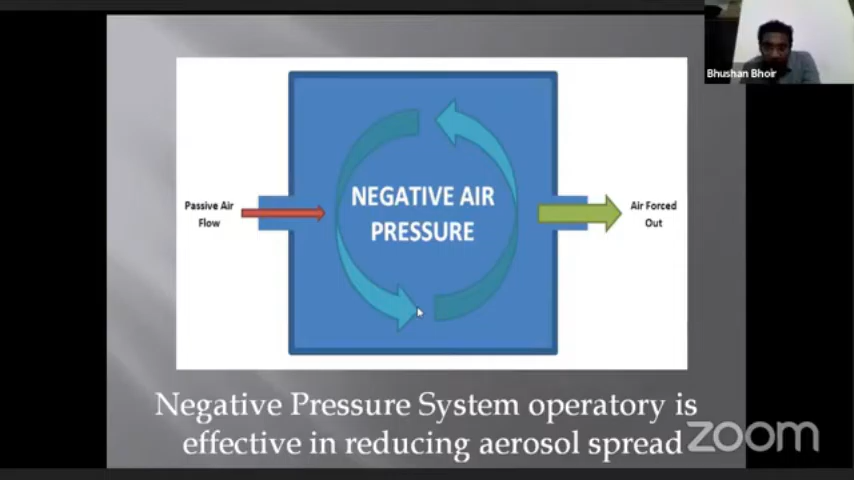 Bhushan Bhoir
NEGATIVE AIR
PRESSURE
Passive Air
Flow
Air Forced
Out
Negative Pressure System operatory is
effective in reducing aerosol spread
zoom